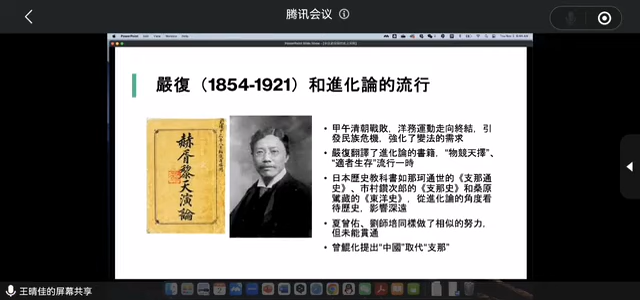 腾讯会议
嚴復（1854-1921）和進化論的流行
赫胥黎天演論
• 甲午清朝戰敗，洋務運動走向終結，引
發民族危機，強化了變法的需求
• 嚴復翻譯了進化論的書籍，“物競天擇”、
“適者生存”流行一時
• 日本歷史教科書如那珂通世的《支那通
史》、市村鑽次郎的《支那史》和桑原
騭藏的《東洋史》，從進化論的角度看
待歷史，影響深遠
• 夏曾佑、劉師培同樣做了相似的努力，
但未能貫通
• 曾鯤化提出“中國”取代“支那”
王晴佳的屏幕共享